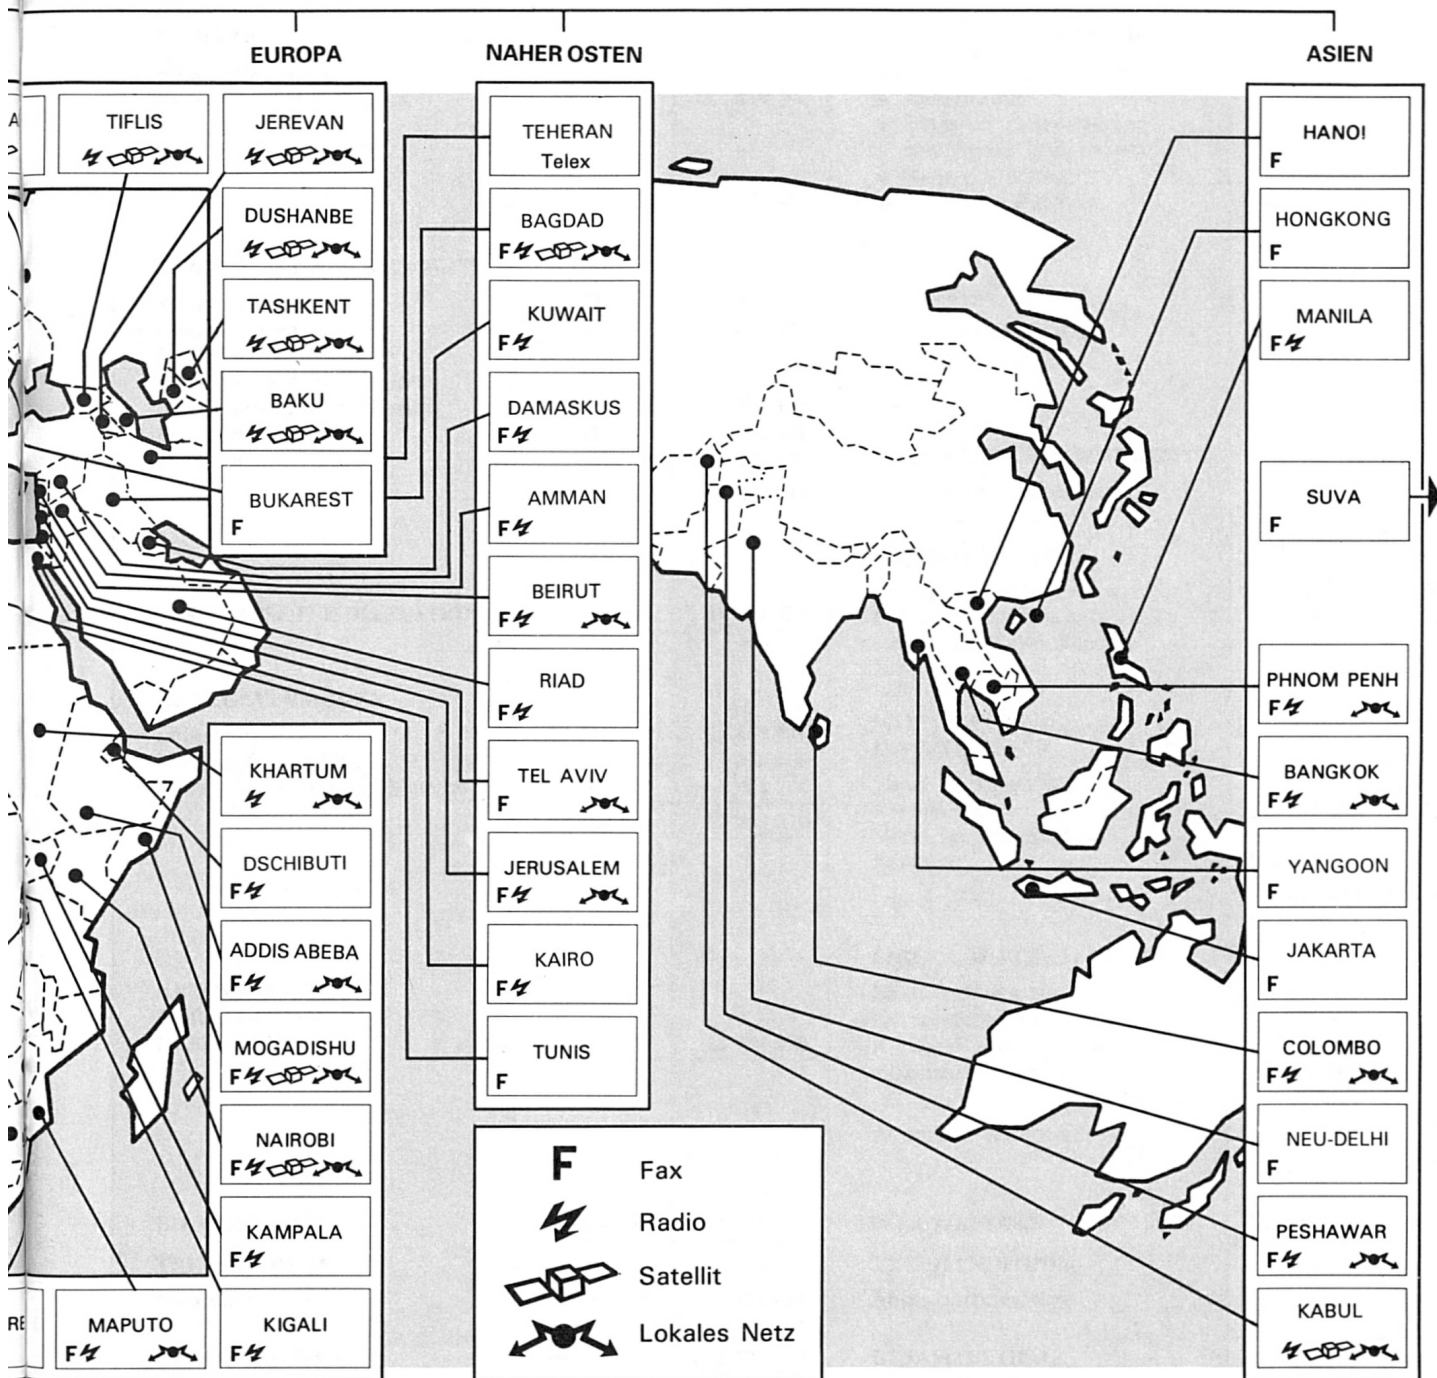 EUROPA
NAHER OSTEN
ASIEN
A
TIFLIS
JEREVAN
DUSHANBE
TASHKENT
BAKU
BUKAREST
F
KHARTUM
DSCHIBUTI
F
ADDIS ABEBA
F
MOGADISHU
F
NAIROBI
F
KAMPALA
F
RE
MAPUTO
F
KIGALI
F
TEHERAN
Telex
BAGDAD
F
KUWAIT
F
DAMASKUS
F
AMMAN
F
BEIRUT
F
RIAD
F
TEL AVIV
F
JERUSALEM
F
KAIRO
F
TUNIS
F
F Fax
Radio
Satellit
Lokales Netz
HANOI
F
HONGKONG
F
MANILA
F
SUVA
F
PHNOM PENH
F
BANGKOK
F
YANGOON
F
JAKARTA
F
COLOMBO
F
NEU-DELHI
F
PESHAWAR
F
KABUL